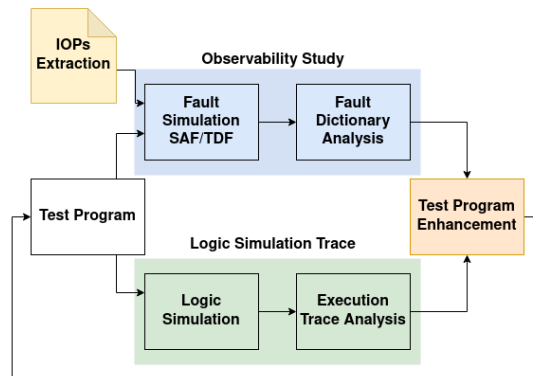 IOPs
Extraction
Observability Study
Fault
Simulation
SAF/TDF
Fault
Dictionary
Analysis
Test Program
Test Program
Enhancement
Logic Simulation Trace
Logic
Simulation
Execution
Trace Analysis